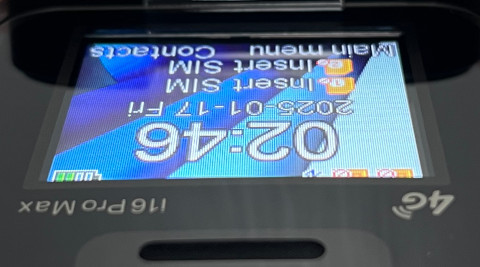 4G i16 Pro Max
02:46
2025-01-17 Fri
Insert SIM
Insert SIM
Main menu Contacts